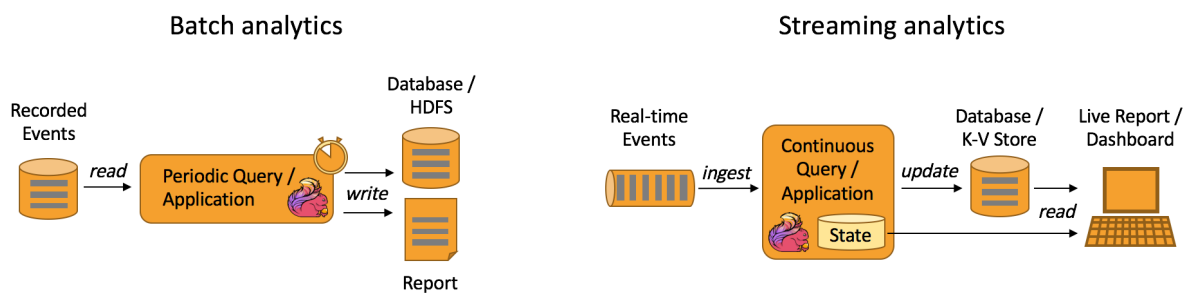 Batch analytics
Recorded
Events
read
Periodic Query /
Application
write
Database /
HDFS
Report
Streaming analytics
Real-time
Events
ingest
Continuous
Query /
Application
State
update
Database /
K-V Store
read
Live Report /
Dashboard